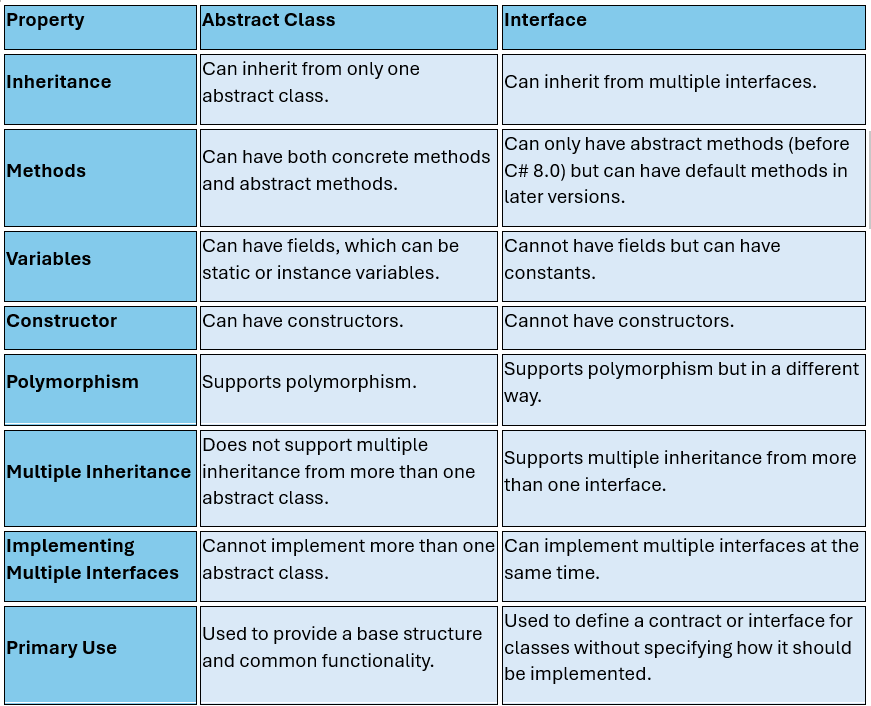 Property
Abstract Class
Interface
Inheritance
Can inherit from only one
abstract class.
Can inherit from multiple interfaces.
Methods
Can have both concrete methods
and abstract methods.
Can only have abstract methods (before
C# 8.0) but can have default methods in
later versions.
Variables
Can have fields, which can be
static or instance variables.
Cannot have fields but can have
constants.
Constructor
Can have constructors.
Cannot have constructors.
Polymorphism
Supports polymorphism.
Supports polymorphism but in a different
way.
Multiple Inheritance
Does not support multiple
inheritance from more than one
abstract class.
Supports multiple inheritance from more
than one interface.
Implementing
Multiple Interfaces
Cannot implement more than one
abstract class.
Can implement multiple interfaces at the
same time.
Primary Use
Used to provide a base structure
and common functionality.
Used to define a contract or interface for
classes without specifying how it should
be implemented.